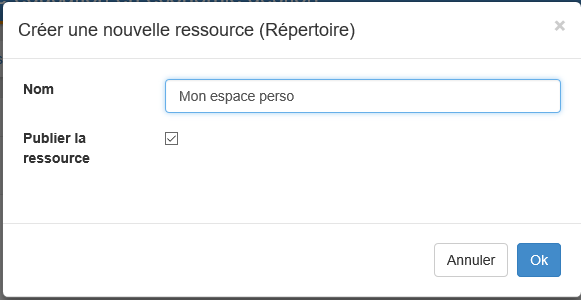 Créer une nouvelle ressource (Répertoire)
×
Nom
Mon espace perso
Publier la
ressource
Annuler
Ok